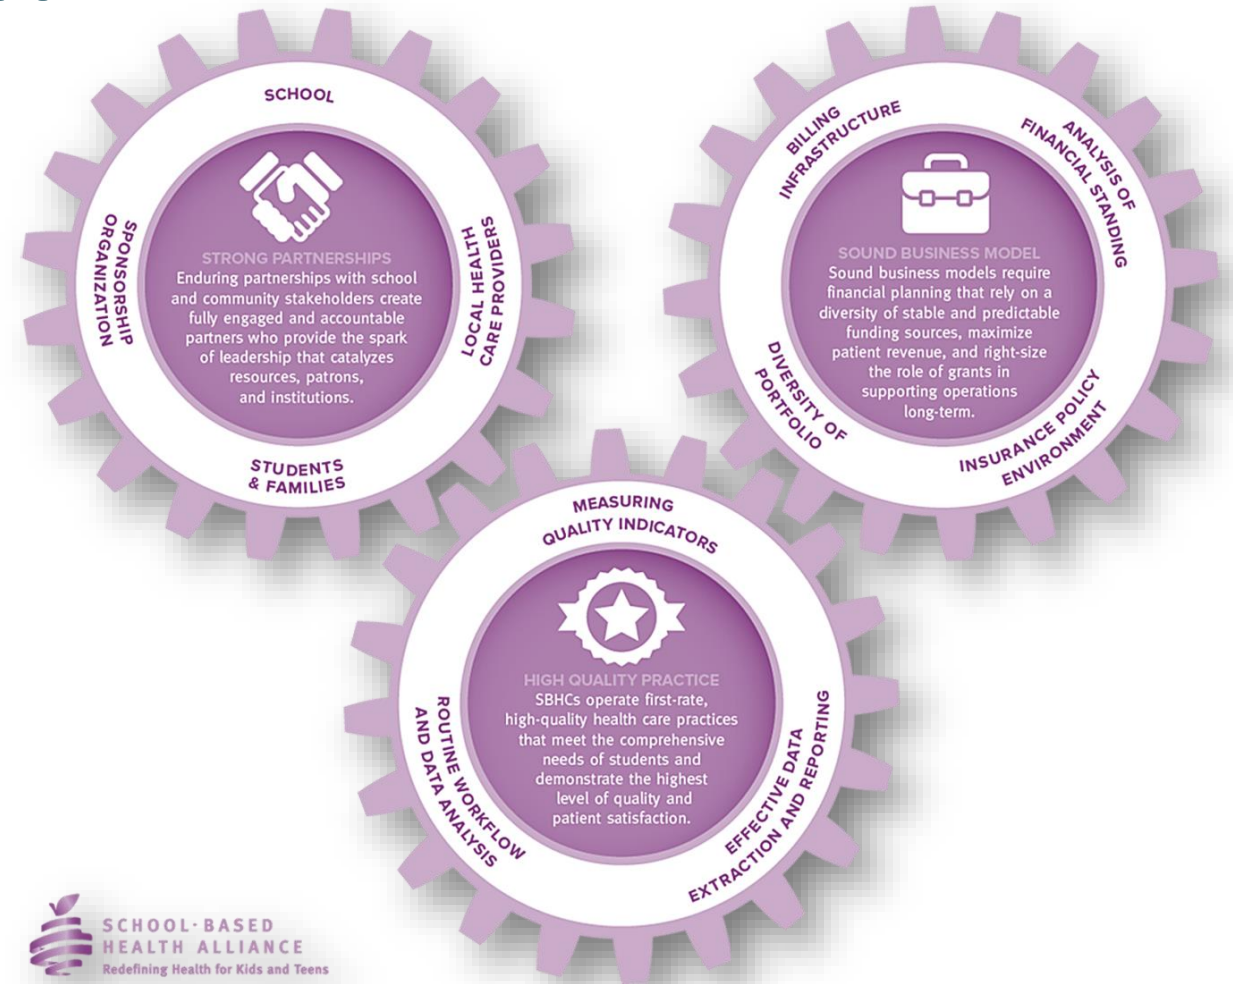 SCHOOL
SPONSORSHIP
ORGANIZATION
LOCAL HEALTH
CARE PROVIDERS
STUDENTS
& FAMILIES
STRONG PARTNERSHIPS
Enduring partnerships with school
and community stakeholders create
fully engaged and accountable
partners who provide the spark
of leadership that catalyzes
resources, patrons,
and institutions.
BILLING
INFRASTRUCTURE
ANALYSIS OF
FINANCIAL STANDING
DIVERSITY OF
PORTFOLIO
INSURANCE POLICY
ENVIRONMENT
SOUND BUSINESS MODEL
Sound business models require
financial planning that rely on a
diversity of stable and predictable
funding sources, maximize
patient revenue, and right-size
the role of grants in
supporting operations
long-term.
MEASURING
QUALITY INDICATORS
ROUTINE WORKFLOW
AND DATA ANALYSIS
EFFECTIVE DATA
EXTRACTION AND REPORTING
HIGH QUALITY PRACTICE
SBHCs operate first-rate,
high-quality health care practices
that meet the comprehensive
needs of students and
demonstrate the highest
level of quality and
patient satisfaction.
SCHOOL·BASED
HEALTH ALLIANCE
Redefining Health for Kids and Teens